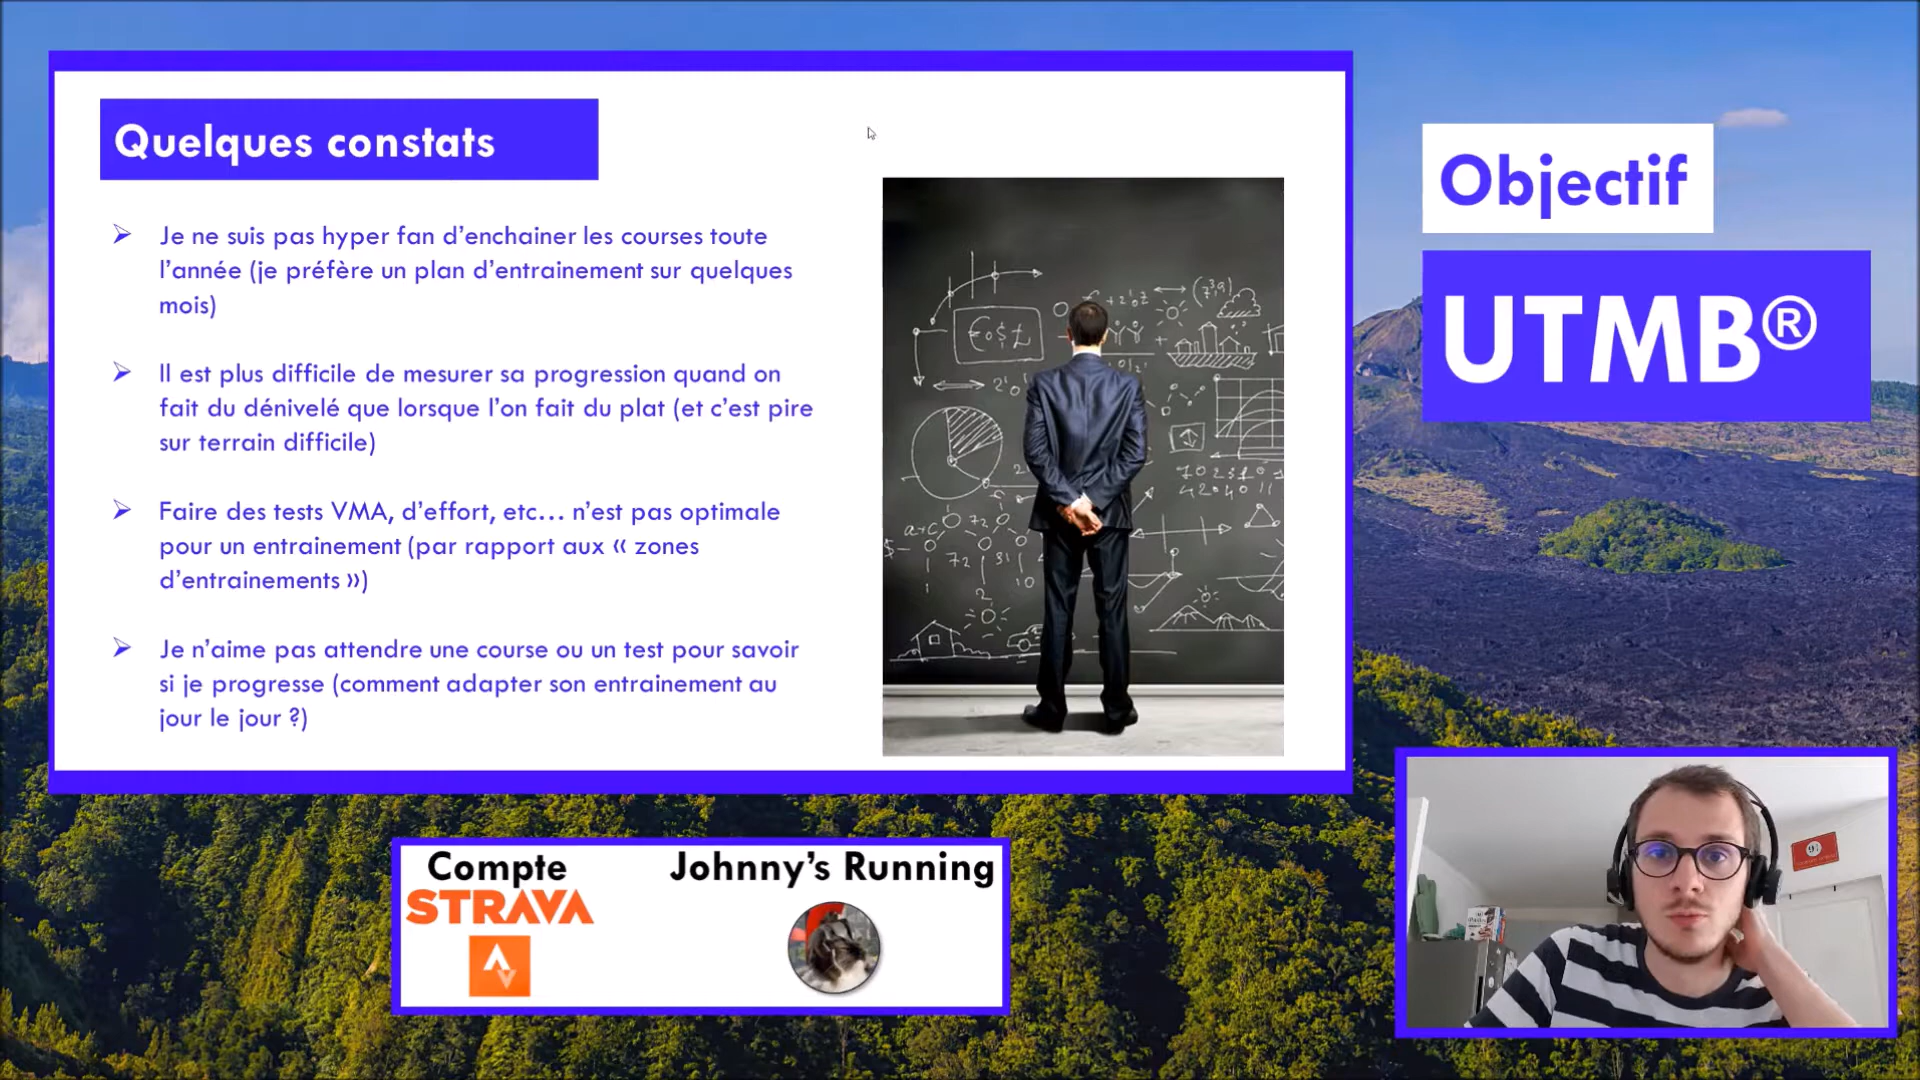 Quelques constats
Je ne suis pas hyper fan d’enchainer les courses toute
l’année (je préfère un plan d’entrainement sur quelques
mois)
Il est plus difficile de mesurer sa progression quand on
fait du dénivelé que lorsque l’on fait du plat (et c’est pire
sur terrain difficile)
Faire des tests VMA, d’effort, etc… n’est pas optimale
pour un entrainement (par rapport aux « zones
d’entrainements »)
Je n’aime pas attendre une course ou un test pour savoir
si je progresse (comment adapter son entrainement au
jour le jour ?)
€o$£
Objectif
UTMB®
Compte
STRAVA
Johnny’s Running